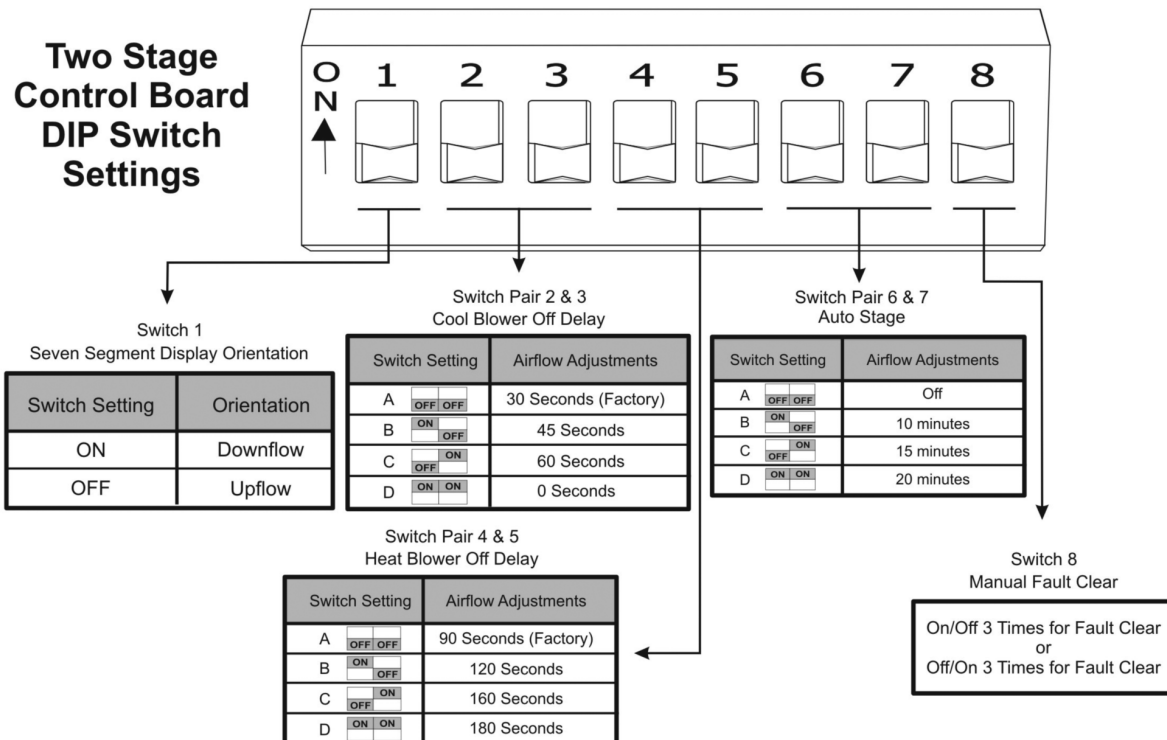 Two Stage
Control Board
DIP Switch
Settings
ON
1 2 3 4 5 6 7 8
Switch 1
Seven Segment Display Orientation
Switch Setting Orientation
ON Downflow
OFF Upflow
Switch Pair 2 & 3
Cool Blower Off Delay
Switch Setting Airflow Adjustments
A OFF OFF 30 Seconds (Factory)
B ON OFF 45 Seconds
C OFF ON 60 Seconds
D ON ON 0 Seconds
Switch Pair 6 & 7
Auto Stage
Switch Setting Airflow Adjustments
A OFF OFF Off
B ON OFF 10 minutes
C OFF ON 15 minutes
D ON ON 20 minutes
Switch Pair 4 & 5
Heat Blower Off Delay
Switch Setting Airflow Adjustments
A OFF OFF 90 Seconds (Factory)
B ON OFF 120 Seconds
C OFF ON 160 Seconds
D ON ON 180 Seconds
Switch 8
Manual Fault Clear
On/Off 3 Times for Fault Clear
or
Off/On 3 Times for Fault Clear